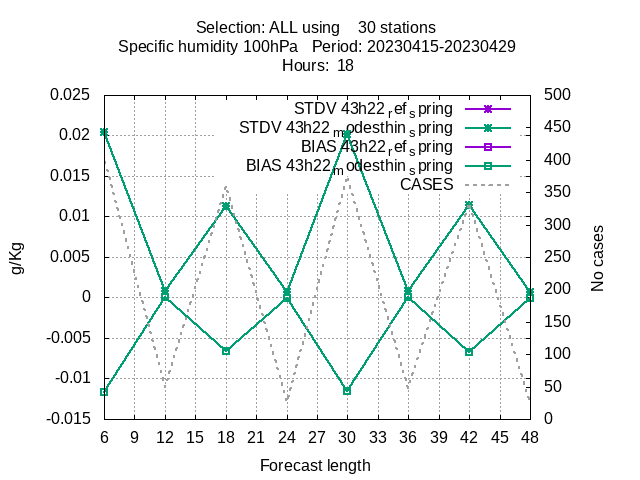 Selection: ALL using    30 stations
Specific humidity 100hPa   Period: 20230415-20230429
Hours:  18
STDV 43h22_ref_spring
STDV 43h22_modesthin_spring
BIAS 43h22_ref_spring
BIAS 43h22_modesthin_spring
CASES
0.025
0.02
0.015
0.01
0.005
0
-0.005
-0.01
-0.015
g/Kg
500
450
400
350
300
250
200
150
100
50
0
No cases
6 9 12 15 18 21 24 27 30 33 36 39 42 45 48
Forecast length